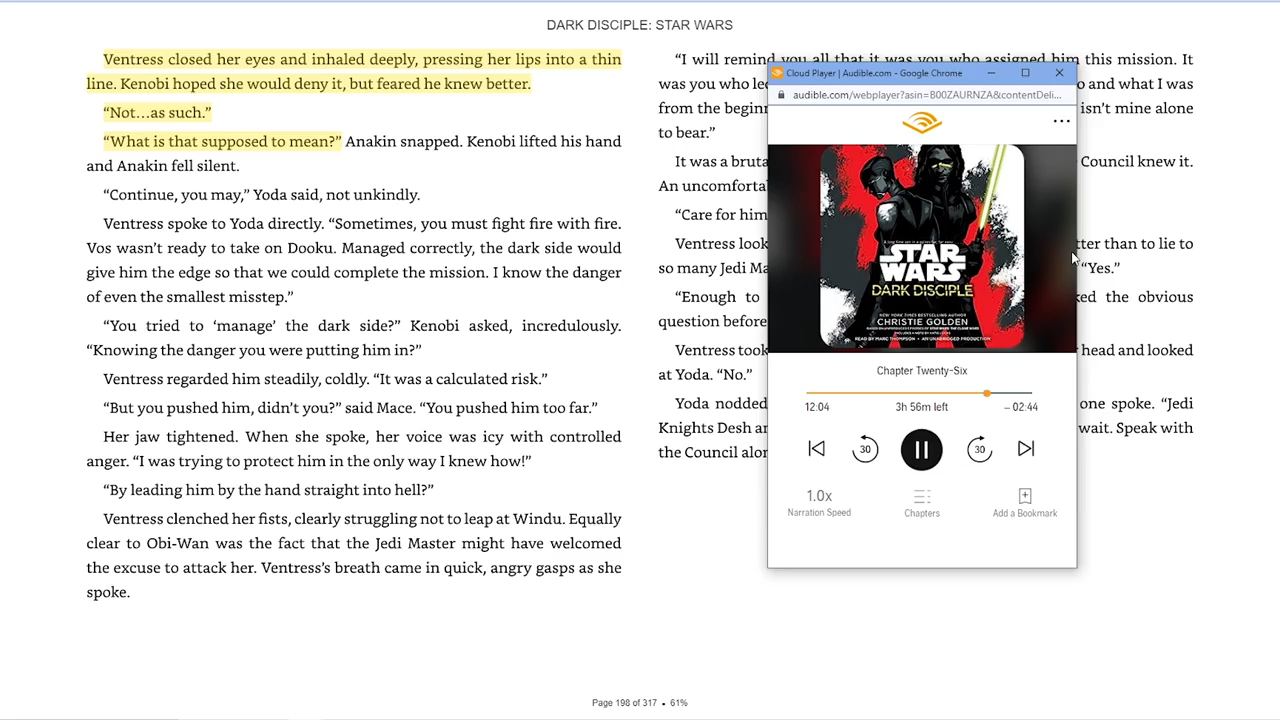 DARK DISCIPLE: STAR WARS
Ventress closed her eyes and inhaled deeply, pressing her lips into a thin
line. Kenobi hoped she would deny it, but feared he knew better.
“Not…as such.”
“What is that supposed to mean?” Anakin snapped. Kenobi lifted his hand
and Anakin fell silent.
“Continue, you may,” Yoda said, not unkindly.
Ventress spoke to Yoda directly. “Sometimes, you must fight fire with fire.
Vos wasn’t ready to take on Dooku. Managed correctly, the dark side would
give him the edge so that we could complete the mission. I know the danger
of even the smallest misstep.”
“You tried to ‘manage’ the dark side?” Kenobi asked, incredulously.
“Knowing the danger you were putting him in?”
Ventress regarded him steadily, coldly. “It was a calculated risk.”
“But you pushed him, didn’t you?” said Mace. “You pushed him too far.”
Her jaw tightened. When she spoke, her voice was icy with controlled
anger. “I was trying to protect him in the only way I knew how!”
“By leading him by the hand straight into hell?”
Ventress clenched her fists, clearly struggling not to leap at Windu. Equally
clear to Obi-Wan was the fact that the Jedi Master might have welcomed
the excuse to attack her. Ventress’s breath came in quick, angry gasps as she
spoke.
“I will remind you all that it was you who assigned him this mission. It
was you who and what I was
from the isn’t mine alone
to bear.”
It was a Council knew it.
An
“Care for him
Ventress than to lie to
so many Jedi “Yes.”
“Enough to the obvious
question before
Ventress took head and looked
at Yoda. “No.”
Yoda nodded one spoke. “Jedi
Knights Desh wait. Speak with
the Council
Cloud Player | Audible.com - Google Chrome
audible.com/webplayer?asin=B00ZAURNZA&contentDeli...
STAR
WARS
DARK DISCIPLE
NEW YORK TIMES BESTSELLING AUTHOR
CHRISTIE GOLDEN
READ BY MARC THOMPSON • AN UNABRIDGED PRODUCTION
Chapter Twenty-Six
12:04 3h 56m left – 02:44
30 30
1.0x
Narration Speed Chapters Add a Bookmark
Page 198 of 317 • 61%